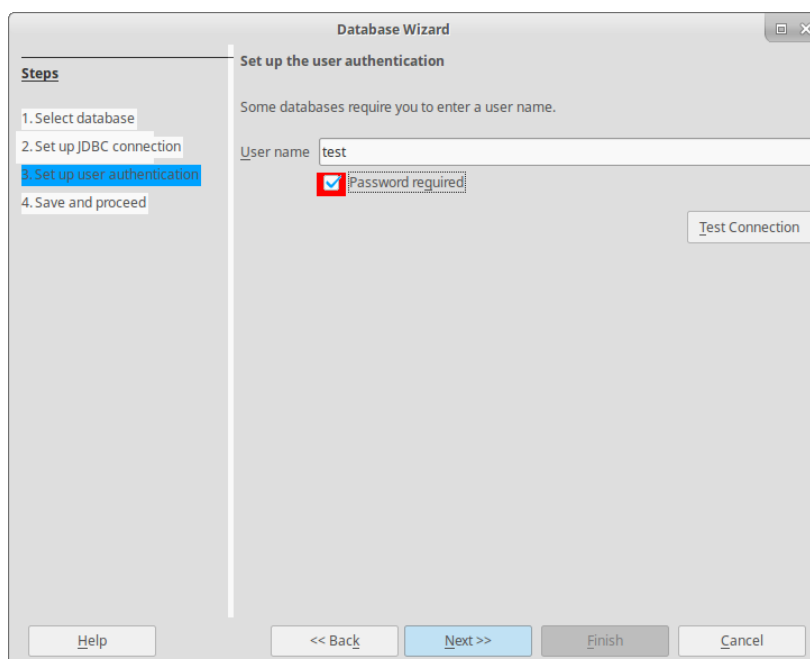 Database Wizard
Steps
1. Select database
2. Set up JDBC connection
3. Set up user authentication
4. Save and proceed
Set up the user authentication
Some databases require you to enter a user name.
User name test
Password required
Test Connection
Help << Back Next >> Finish Cancel